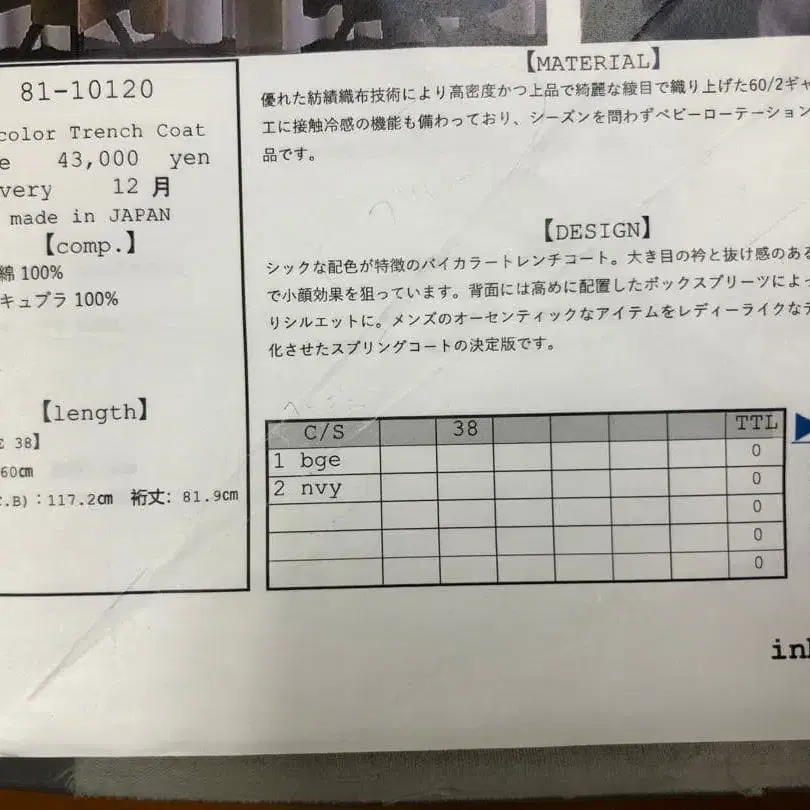 81-10120
color Trench Coat
e 43,000 yen
very 12 月
made in JAPAN
【comp.】
綿 100%
キュプラ 100%
【length】
38】
60cm
.B)：117.2cm 裄丈: 81.9cm
【MATERIAL】
優れた紡績織布技術により高密度かつ上品で綺麗な綾目で織り上げた60/2ギャ
工に接触冷感の機能も備わっており、シーズンを問わずベビーローテーション
品です。
【DESIGN】
シックな配色が特徴のバイカラートレンチコート。大き目の衿と抜け感のある
で小顔効果を狙っています。背面には高めに配置したボックスプリーツによっ
りシルエットに。メンズのオーセンティックなアイテムをレディーライクなデ
化させたスプリングコートの決定版です。
C/S 38 TTL
1 bge 0
2 nvy 0
0
0
0
in